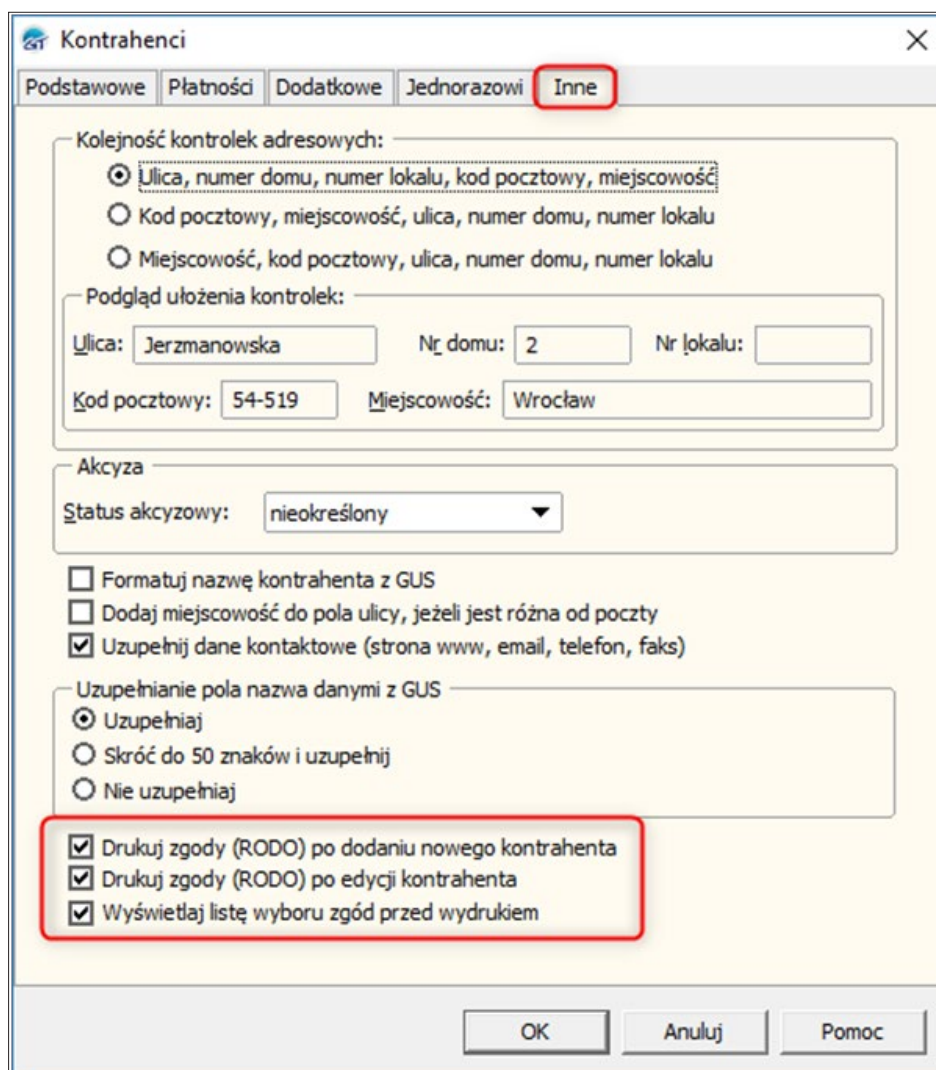 GT Kontrahenci
Podstawowe Płatności Dodatkowe Jednorazowi Inne
Kolejność kontrolek adresowych:
Ulica, numer domu, numer lokalu, kod pocztowy, miejscowość
Kod pocztowy, miejscowość, ulica, numer domu, numer lokalu
Miejscowość, kod pocztowy, ulica, numer domu, numer lokalu
Podgląd ułożenia kontrolek:
Ulica: Jerzmanowska Nr domu: 2 Nr lokalu:
Kod pocztowy: 54-519 Miejscowość: Wrocław
Akcyza
Status akcyzowy: nieokreślony
Formatuj nazwę kontrahenta z GUS
Dodaj miejscowość do pola ulicy, jeżeli jest różna od poczty
Uzupełnij dane kontaktowe (strona www, email, telefon, faks)
Uzupełnianie pola nazwa danymi z GUS
Uzupełniaj
Skróć do 50 znaków i uzupełnij
Nie uzupełniaj
Drukuj zgody (RODO) po dodaniu nowego kontrahenta
Drukuj zgody (RODO) po edycji kontrahenta
Wyświetlaj listę wyboru zgód przed wydrukiem
OK Anuluj Pomoc